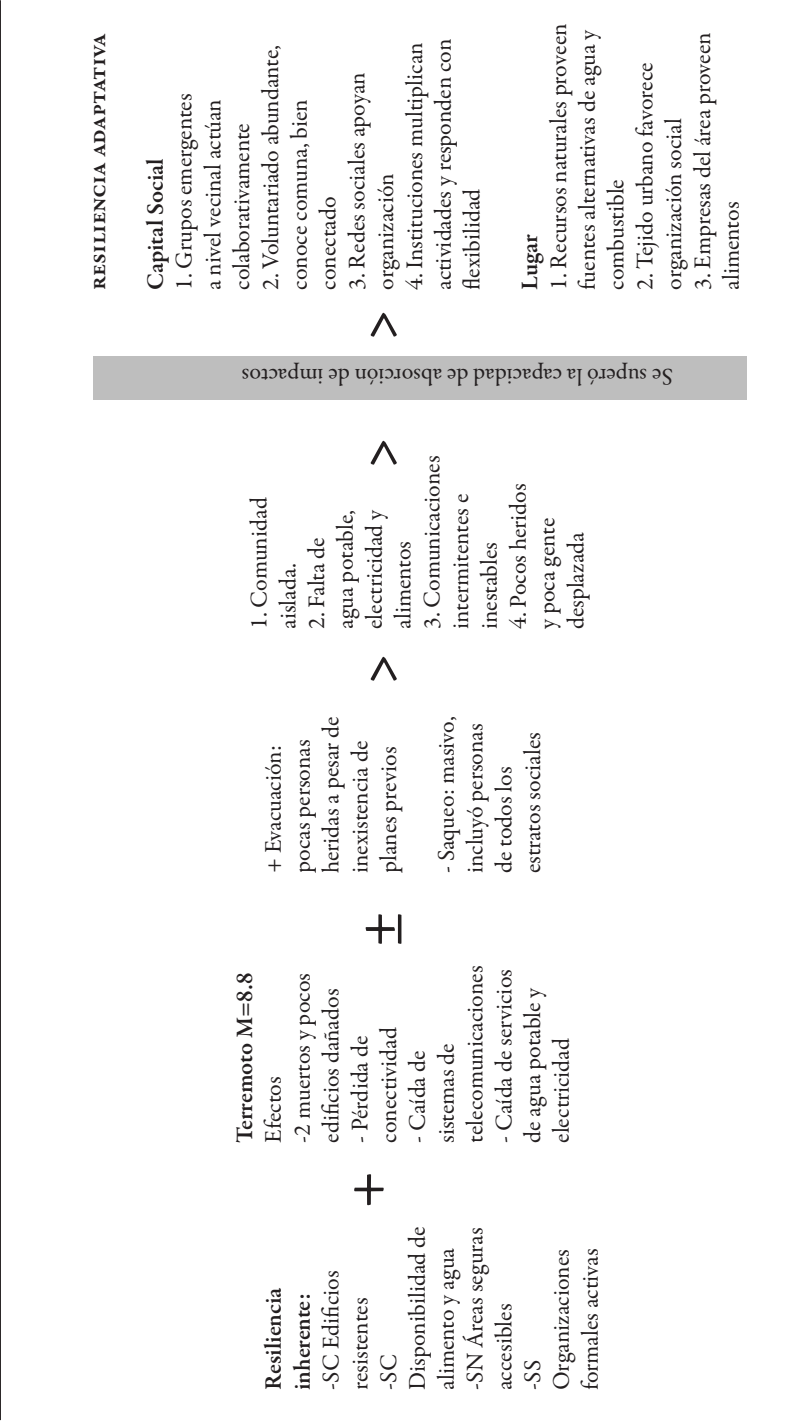 Resiliencia
inherente:
-SC Edificios
resistentes
-SC
Disponibilidad de
alimento y agua
-SN Áreas seguras
accesibles
-SS
Organizaciones
formales activas
+
Terremoto M=8.8
Efectos
-2 muertos y pocos
edificios dañados
- Pérdida de
conectividad
- Caída de
sistemas de
telecomunicaciones
- Caída de servicios
de agua potable y
electricidad
±
+ Evacuación:
pocas personas
heridas a pesar de
inexistencia de
planes previos
- Saqueo: masivo,
incluyó personas
de todos los
estratos sociales
>
1. Comunidad
aislada.
2. Falta de
agua potable,
electricidad y
alimentos
3. Comunicaciones
intermitentes e
inestables
4. Pocos heridos
y poca gente
desplazada
>
Se superó la capacidad de absorción de impactos
>
RESILIENCIA ADAPTATIVA
Capital Social
1. Grupos emergentes
a nivel vecinal actúan
colaborativamente
2. Voluntariado abundante,
conoce comuna, bien
conectado
3. Redes sociales apoyan
organización
4. Instituciones multiplican
actividades y responden con
flexibilidad
Lugar
1. Recursos naturales proveen
fuentes alternativas de agua y
combustible
2. Tejido urbano favorece
organización social
3. Empresas del área proveen
alimentos